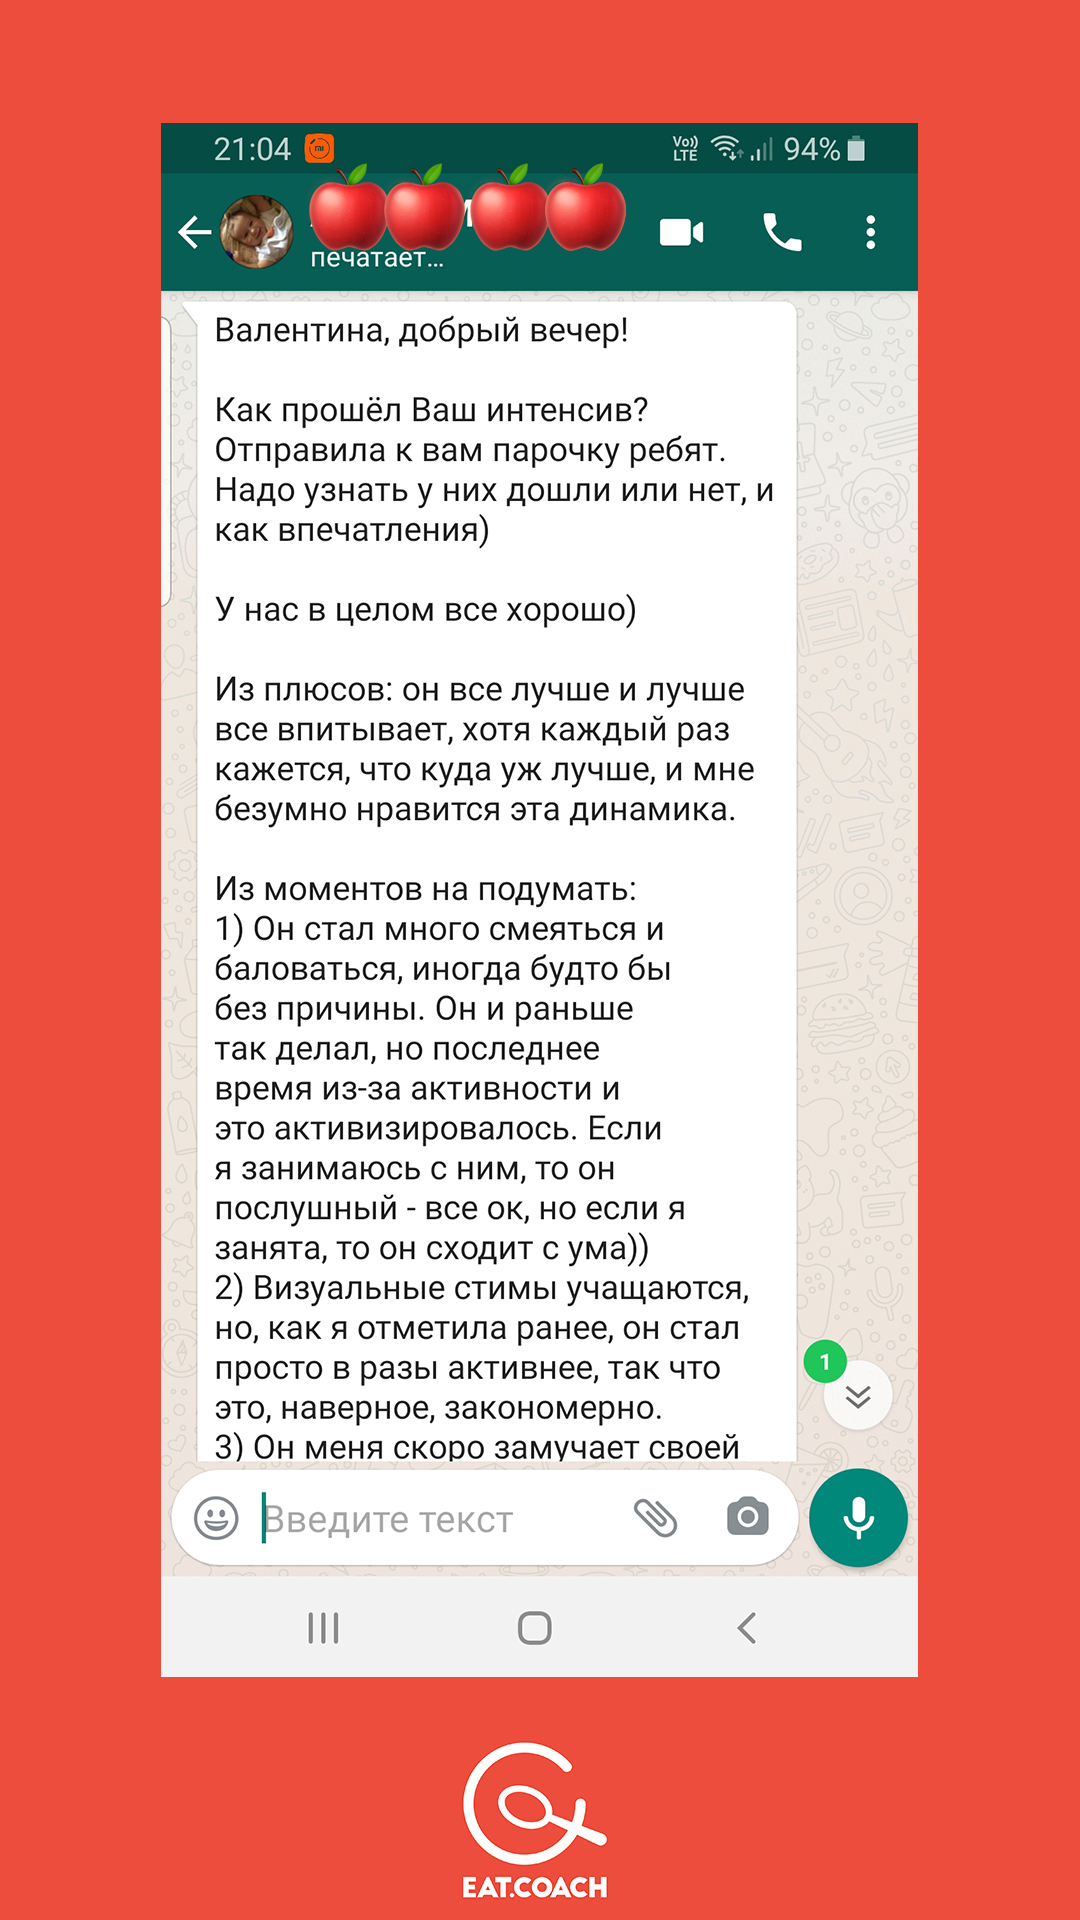 21:04
Vo))
LTE
94%
печатает...
Валентина, добрый вечер!
Как прошёл Ваш интенсив?
Отправила к вам парочку ребят.
Надо узнать у них дошли или нет, и
как впечатления)
У нас в целом все хорошо)
Из плюсов: он все лучше и лучше
все впитывает, хотя каждый раз
кажется, что куда уж лучше, и мне
безумно нравится эта динамика.
Из моментов на подумать:
1) Он стал много смеяться и
баловаться, иногда будто бы
без причины. Он и раньше
так делал, но последнее
время из-за активности и
это активизировалось. Если
я занимаюсь с ним, то он
послушный - все ок, но если я
занята, то он сходит с ума))
2) Визуальные стимы учащаются,
но, как я отметила ранее, он стал
просто в разы активнее, так что
это, наверное, закономерно.
3) Он меня скоро замучает своей
1
Введите текст
EAT.COACH